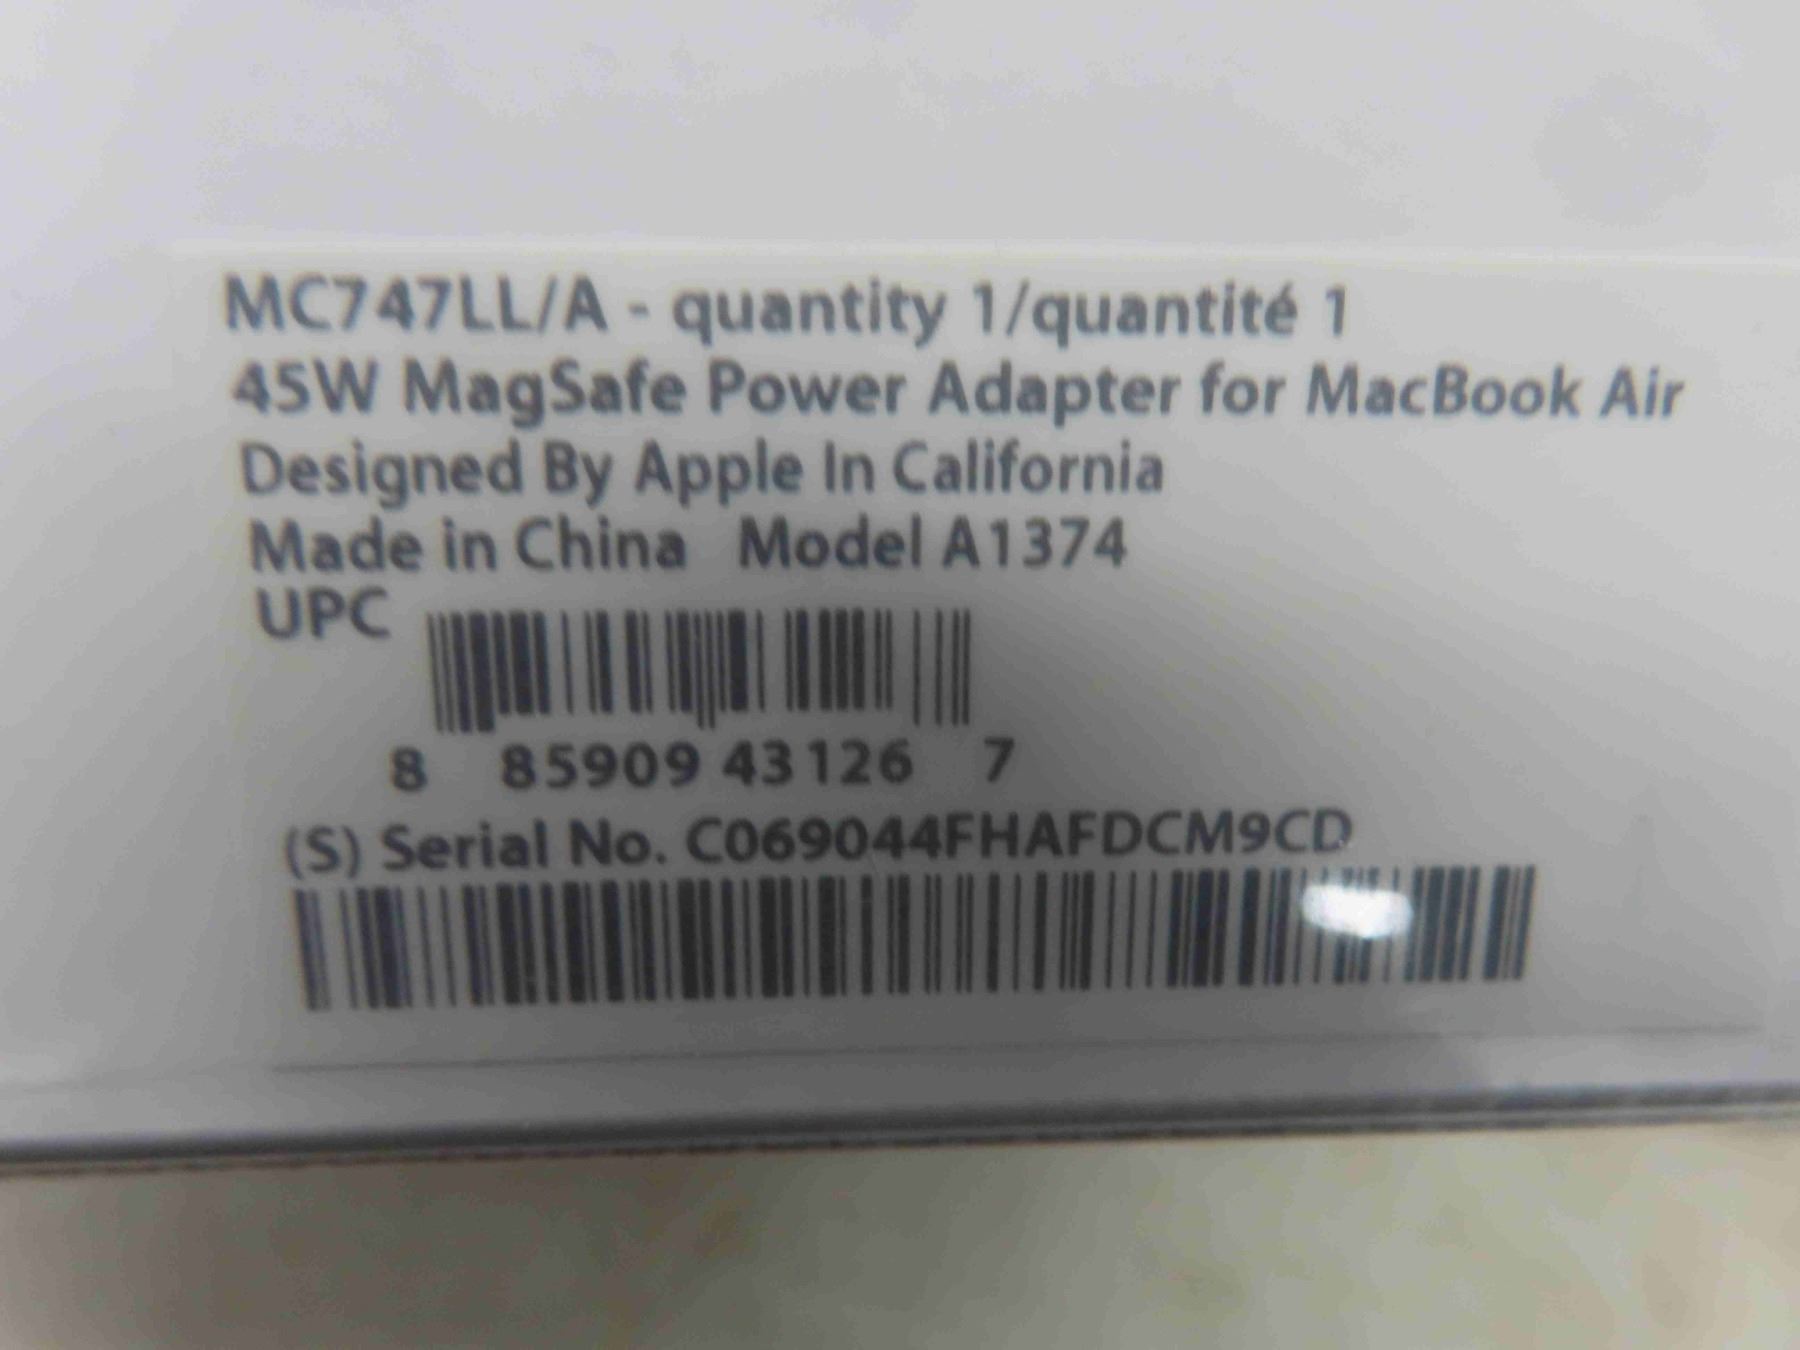 MC747LL/A - quantity 1/quantité 1
45W MagSafe Power Adapter for MacBook Air
Designed By Apple In California
Made in China Model A1374
UPC
8 85909 43126 7
(S) Serial No. C069044FHAFDCM9CD